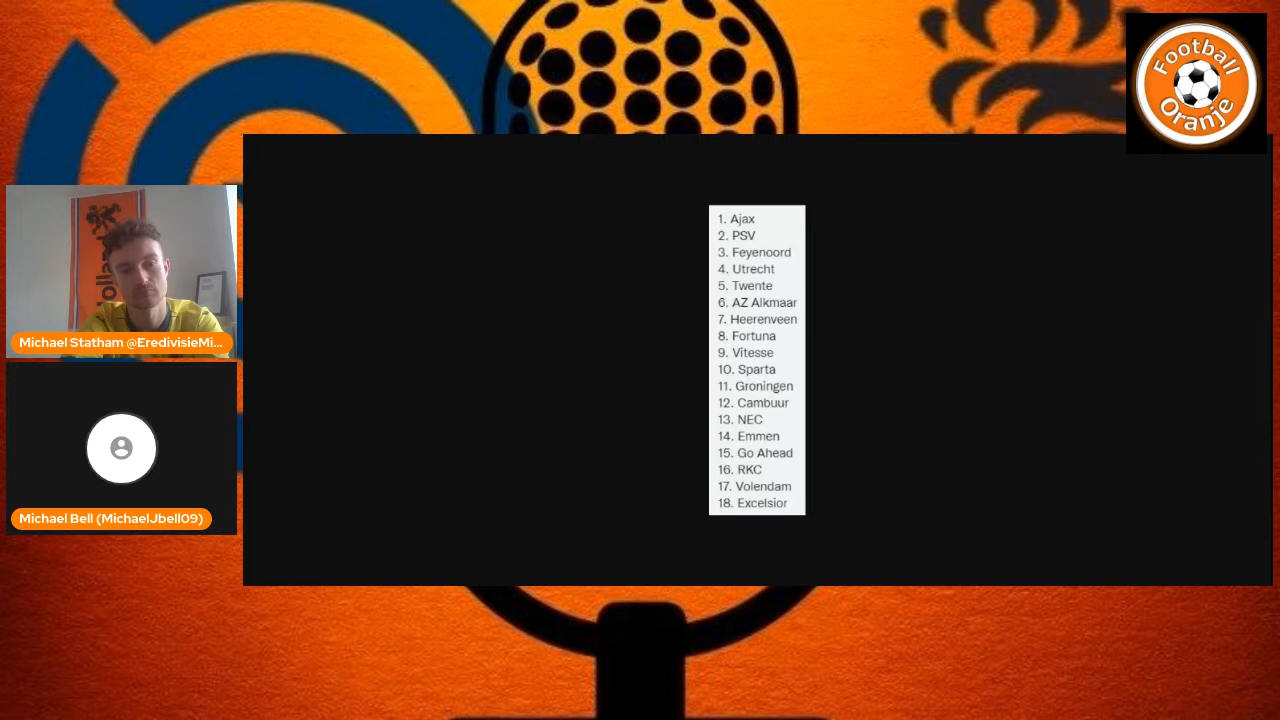 Football
Oranje
1. Ajax
2. PSV
3. Feyenoord
4. Utrecht
5. Twente
6. AZ Alkmaar
7. Heerenveen
8. Fortuna
9. Vitesse
10. Sparta
11. Groningen
12. Cambuur
13. NEC
14. Emmen
15. Go Ahead
16. RKC
17. Volendam
18. Excelsior
olland
Michael Statham @EredivisieMi...
Michael Bell (MichaelJbell09)